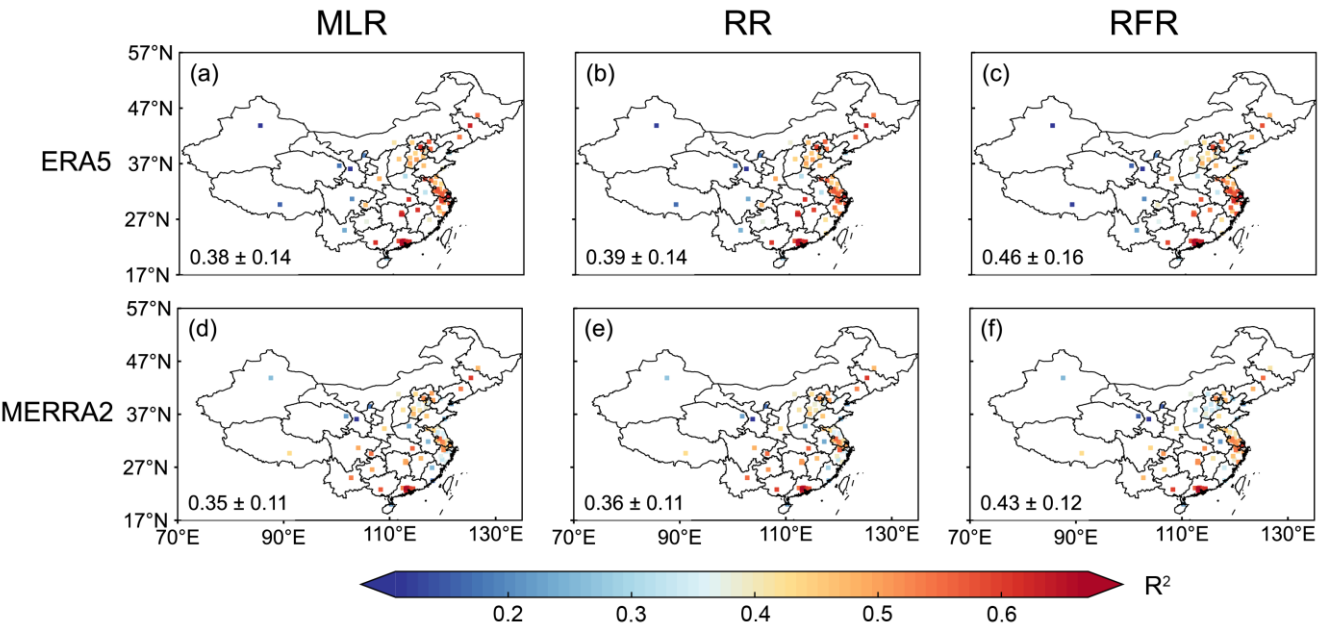 MLR RR RFR
57°N (a) (b) (c)
47°N
ERA5 37°N
27°N
0.38 ± 0.14 0.39 ± 0.14 0.46 ± 0.16
17°N
57°N (d) (e) (f)
47°N
MERRA2 37°N
27°N
0.35 ± 0.11 0.36 ± 0.11 0.43 ± 0.12
17°N
70°E 90°E 110°E 130°E 70°E 90°E 110°E 130°E 70°E 90°E 110°E 130°E
R²
0.2 0.3 0.4 0.5 0.6